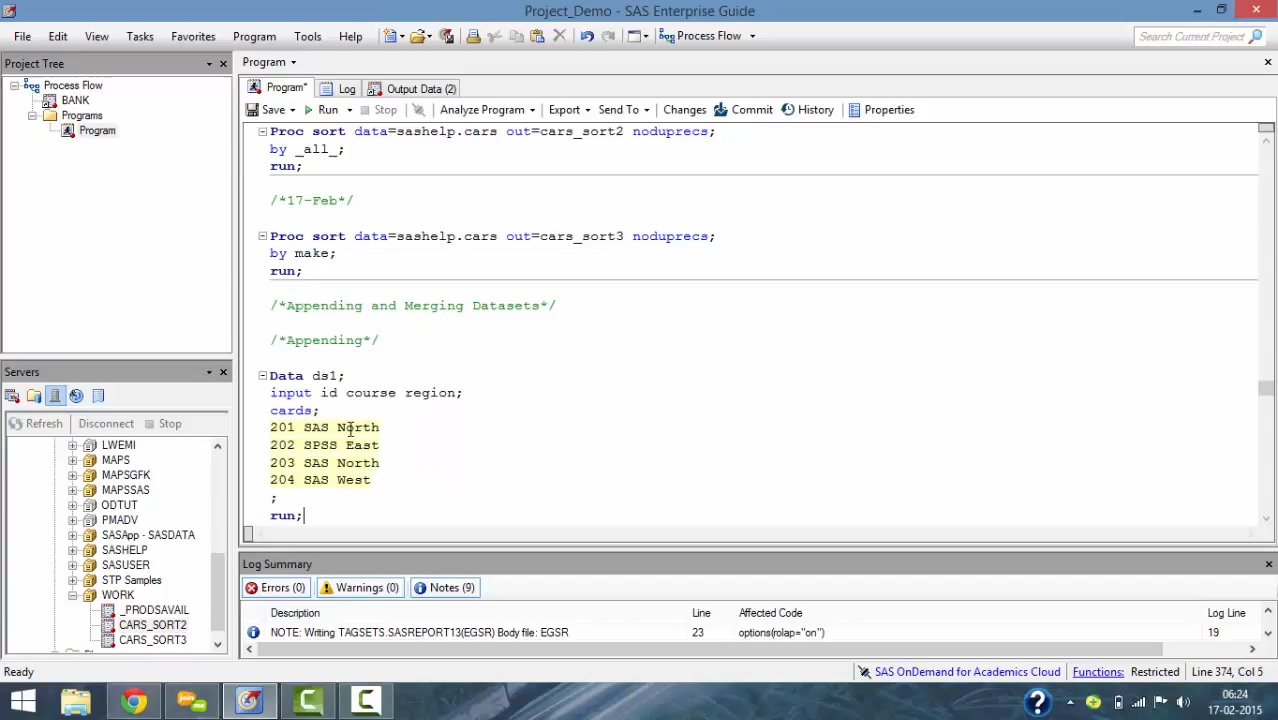 Project_Demo - SAS Enterprise Guide
File Edit View Tasks Favorites Program Tools Help Process Flow Search Current Project
Project Tree
Process Flow
BANK
Programs
Program
Program
Program* Log Output Data (2)
Save Run Stop Analyze Program Export Send To Changes Commit History Properties
Proc sort data=sashelp.cars out=cars_sort2 noduprecs;
by _all_;
run;
/*17-Feb*/
Proc sort data=sashelp.cars out=cars_sort3 noduprecs;
by make;
run;
/*Appending and Merging Datasets*/
/*Appending*/
Data ds1;
input id course region;
cards;
201 SAS North
202 SPSS East
203 SAS North
204 SAS West
;
run;
Servers
Refresh Disconnect Stop
LWEMI
MAPS
MAPSGFK
MAPSSAS
ODTUT
PMADV
SASApp - SASDATA
SASHELP
SASUSER
STP Samples
WORK
_PRODSAVAIL
CARS_SORT2
CARS_SORT3
Log Summary
Errors (0) Warnings (0) Notes (9)
Description Line Affected Code Log Line
NOTE: Writing TAGSETS.SASREPORT13(EGSR) Body file: EGSR 23 options(rolap="on") 19
Ready SAS OnDemand for Academics Cloud Functions: Restricted Line 374, Col 5
join.me
06:24
17-02-2015